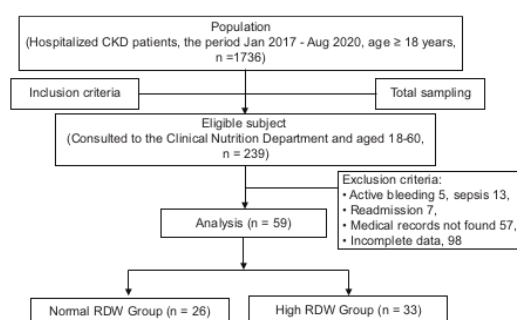 Population
(Hospitalized CKD patients, the period Jan 2017 - Aug 2020, age ≥ 18 years,
n =1736)
Inclusion criteria
Total sampling
Eligible subject
(Consulted to the Clinical Nutrition Department and aged 18-60,
n = 239)
Exclusion criteria:
• Active bleeding 5, sepsis 13,
• Readmission 7,
• Medical records not found 57,
• Incomplete data, 98
Analysis (n = 59)
Normal RDW Group (n = 26)
High RDW Group (n = 33)